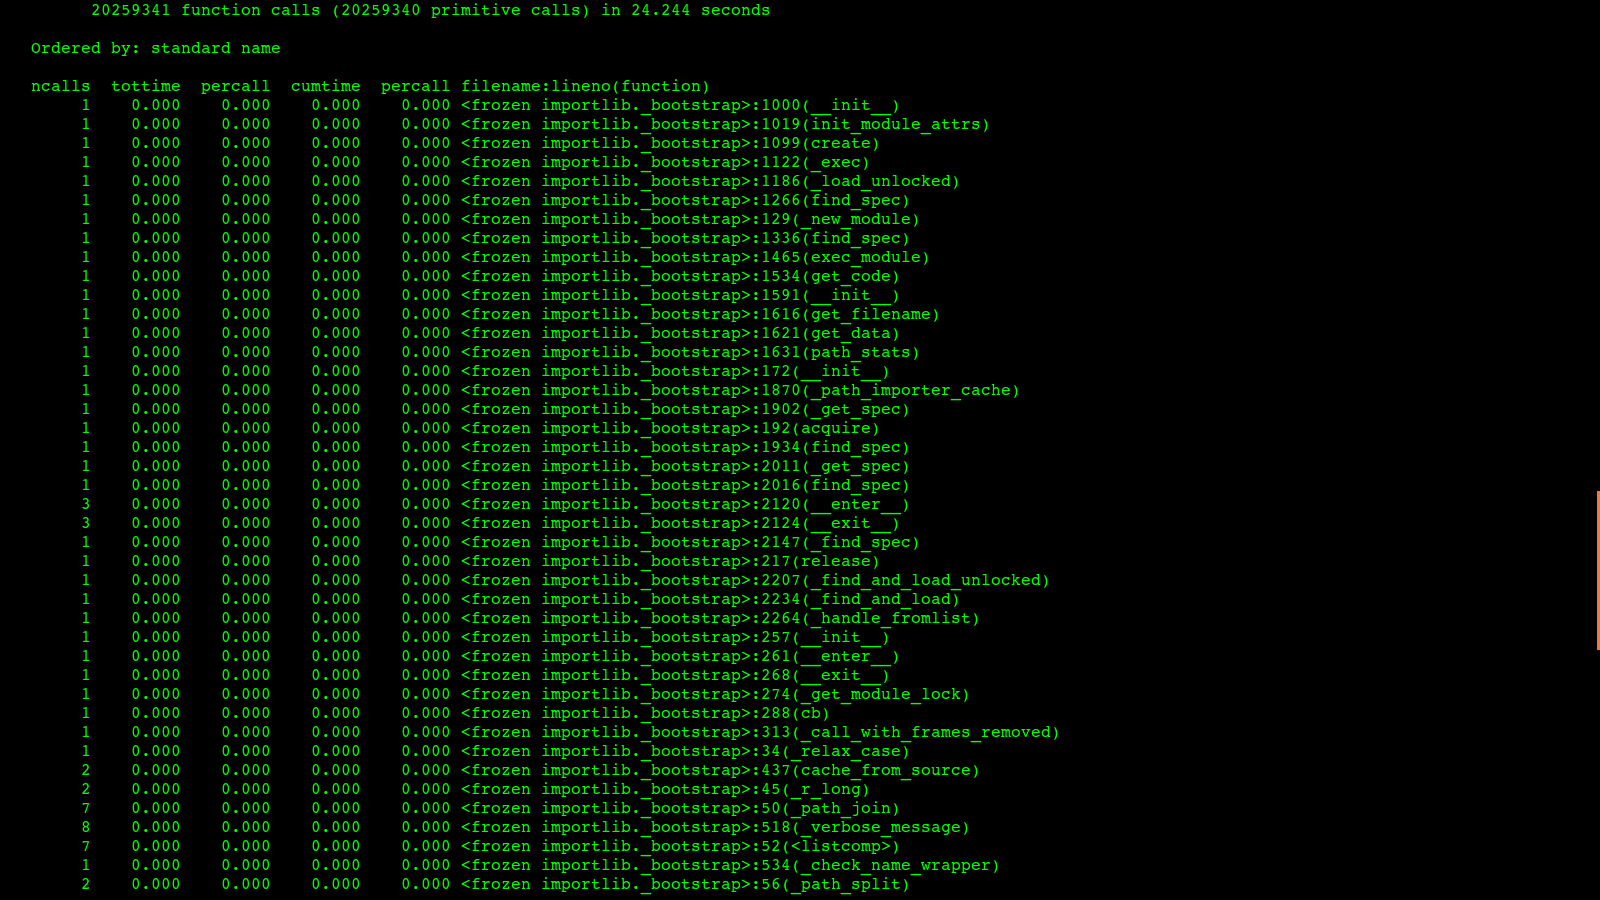 20259341 function calls (20259340 primitive calls) in 24.244 seconds
Ordered by: standard name
ncalls  tottime  percall  cumtime  percall filename:lineno(function)
1    0.000    0.000    0.000    0.000 <frozen importlib._bootstrap>:1000(__init__)
1    0.000    0.000    0.000    0.000 <frozen importlib._bootstrap>:1019(init_module_attrs)
1    0.000    0.000    0.000    0.000 <frozen importlib._bootstrap>:1099(create)
1    0.000    0.000    0.000    0.000 <frozen importlib._bootstrap>:1122(_exec)
1    0.000    0.000    0.000    0.000 <frozen importlib._bootstrap>:1186(_load_unlocked)
1    0.000    0.000    0.000    0.000 <frozen importlib._bootstrap>:1266(find_spec)
1    0.000    0.000    0.000    0.000 <frozen importlib._bootstrap>:129(_new_module)
1    0.000    0.000    0.000    0.000 <frozen importlib._bootstrap>:1336(find_spec)
1    0.000    0.000    0.000    0.000 <frozen importlib._bootstrap>:1465(exec_module)
1    0.000    0.000    0.000    0.000 <frozen importlib._bootstrap>:1534(get_code)
1    0.000    0.000    0.000    0.000 <frozen importlib._bootstrap>:1591(__init__)
1    0.000    0.000    0.000    0.000 <frozen importlib._bootstrap>:1616(get_filename)
1    0.000    0.000    0.000    0.000 <frozen importlib._bootstrap>:1621(get_data)
1    0.000    0.000    0.000    0.000 <frozen importlib._bootstrap>:1631(path_stats)
1    0.000    0.000    0.000    0.000 <frozen importlib._bootstrap>:172(__init__)
1    0.000    0.000    0.000    0.000 <frozen importlib._bootstrap>:1870(_path_importer_cache)
1    0.000    0.000    0.000    0.000 <frozen importlib._bootstrap>:1902(_get_spec)
1    0.000    0.000    0.000    0.000 <frozen importlib._bootstrap>:192(acquire)
1    0.000    0.000    0.000    0.000 <frozen importlib._bootstrap>:1934(find_spec)
1    0.000    0.000    0.000    0.000 <frozen importlib._bootstrap>:2011(_get_spec)
1    0.000    0.000    0.000    0.000 <frozen importlib._bootstrap>:2016(find_spec)
3    0.000    0.000    0.000    0.000 <frozen importlib._bootstrap>:2120(__enter__)
3    0.000    0.000    0.000    0.000 <frozen importlib._bootstrap>:2124(__exit__)
1    0.000    0.000    0.000    0.000 <frozen importlib._bootstrap>:2147(_find_spec)
1    0.000    0.000    0.000    0.000 <frozen importlib._bootstrap>:217(release)
1    0.000    0.000    0.000    0.000 <frozen importlib._bootstrap>:2207(_find_and_load_unlocked)
1    0.000    0.000    0.000    0.000 <frozen importlib._bootstrap>:2234(_find_and_load)
1    0.000    0.000    0.000    0.000 <frozen importlib._bootstrap>:2264(_handle_fromlist)
1    0.000    0.000    0.000    0.000 <frozen importlib._bootstrap>:257(__init__)
1    0.000    0.000    0.000    0.000 <frozen importlib._bootstrap>:261(__enter__)
1    0.000    0.000    0.000    0.000 <frozen importlib._bootstrap>:268(__exit__)
1    0.000    0.000    0.000    0.000 <frozen importlib._bootstrap>:274(_get_module_lock)
1    0.000    0.000    0.000    0.000 <frozen importlib._bootstrap>:288(cb)
1    0.000    0.000    0.000    0.000 <frozen importlib._bootstrap>:313(_call_with_frames_removed)
1    0.000    0.000    0.000    0.000 <frozen importlib._bootstrap>:34(_relax_case)
2    0.000    0.000    0.000    0.000 <frozen importlib._bootstrap>:437(cache_from_source)
2    0.000    0.000    0.000    0.000 <frozen importlib._bootstrap>:45(_r_long)
7    0.000    0.000    0.000    0.000 <frozen importlib._bootstrap>:50(_path_join)
8    0.000    0.000    0.000    0.000 <frozen importlib._bootstrap>:518(_verbose_message)
7    0.000    0.000    0.000    0.000 <frozen importlib._bootstrap>:52(<listcomp>)
1    0.000    0.000    0.000    0.000 <frozen importlib._bootstrap>:534(_check_name_wrapper)
2    0.000    0.000    0.000    0.000 <frozen importlib._bootstrap>:56(_path_split)